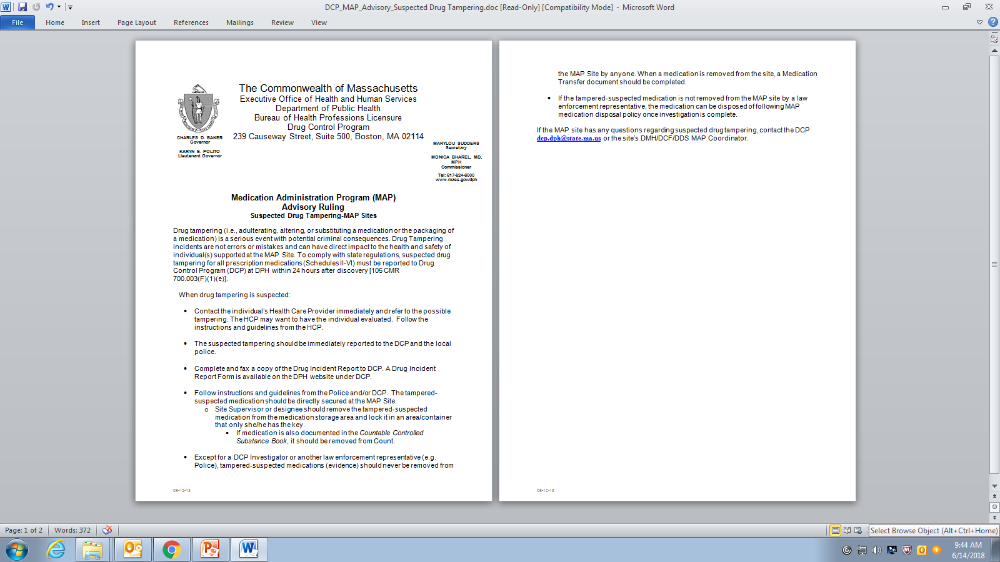 DCP_MAP_Advisory_Suspected Drug Tampering.doc [Read-Only] [Compatibility Mode] - Microsoft Word
File Home Insert Page Layout References Mailings Review View
The Commonwealth of Massachusetts
Executive Office of Health and Human Services
Department of Public Health
Bureau of Health Professions Licensure
Drug Control Program
239 Causeway Street, Suite 500, Boston, MA 02114
CHARLES D. BAKER
Governor
KARYN E. POLITO
Lieutenant Governor
MARYLOU SUDDERS
Secretary
MONICA BHAREL, MD,
MPH
Commissioner
Tel: 617-624-6000
www.mass.gov/dph
Medication Administration Program (MAP)
Advisory Ruling
Suspected Drug Tampering-MAP Sites
Drug tampering (i.e., adulterating, altering, or substituting a medication or the packaging of
a medication) is a serious event with potential criminal consequences. Drug Tampering
incidents are not errors or mistakes and can have direct impact to the health and safety of
individual(s) supported at the MAP Site. To comply with state regulations, suspected drug
tampering for all prescription medications (Schedules II-VI) must be reported to Drug
Control Program (DCP) at DPH within 24 hours after discovery [105 CMR
700.003(F)(1)(e)].
When drug tampering is suspected:
• Contact the individual's Health Care Provider immediately and refer to the possible
tampering. The HCP may want to have the individual evaluated. Follow the
instructions and guidelines from the HCP.
• The suspected tampering should be immediately reported to the DCP and the local
police.
• Complete and fax a copy of the Drug Incident Report to DCP. A Drug Incident
Report Form is available on the DPH website under DCP.
• Follow instructions and guidelines from the Police and/or DCP. The tampered-
suspected medication should be directly secured at the MAP Site.
o Site Supervisor or designee should remove the tampered-suspected
medication from the medication storage area and lock it in an area/container
that only she/he has the key.
▪ If medication is also documented in the Countable Controlled
Substance Book, it should be removed from Count.
• Except for a DCP Investigator or another law enforcement representative (e.g.
Police), tampered-suspected medications (evidence) should never be removed from
06-12-18
the MAP Site by anyone. When a medication is removed from the site, a Medication
Transfer document should be completed.
• If the tampered-suspected medication is not removed from the MAP site by a law
enforcement representative, the medication can be disposed of following MAP
medication disposal policy once investigation is complete.
If the MAP site has any questions regarding suspected drug tampering, contact the DCP
dcp.dph@state.ma.us or the site's DMH/DCF/DDS MAP Coordinator.
06-12-18
Page: 1 of 2 Words: 372
Select Browse Object (Alt+Ctrl+Home)
9:44 AM
6/14/2018